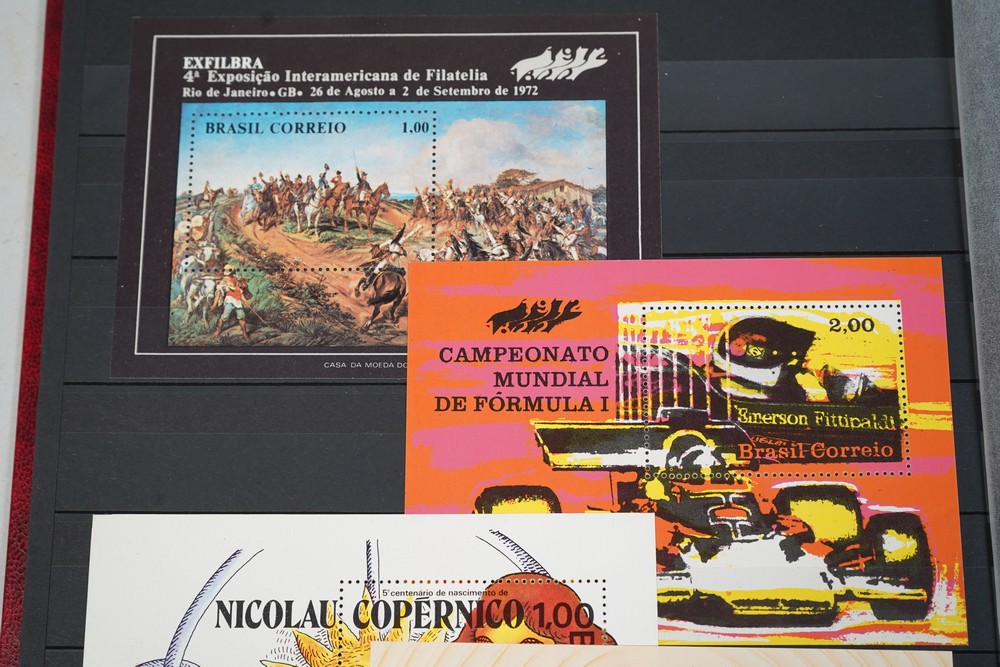 EXFILBRA
4ª Exposição Interamericana de Filatelia
Rio de Janeiro • GB • 26 de Agosto a 2 de Setembro de 1972
BRASIL CORREIO 1,00
CASA DA MOEDA DO
CAMPEONATO
MUNDIAL
DE FÓRMULA I
2,00
Emerson Fittipaldi
Brasil-Correio
5º centenário de nascimento de
NICOLAU COPÉRNICO 1,00